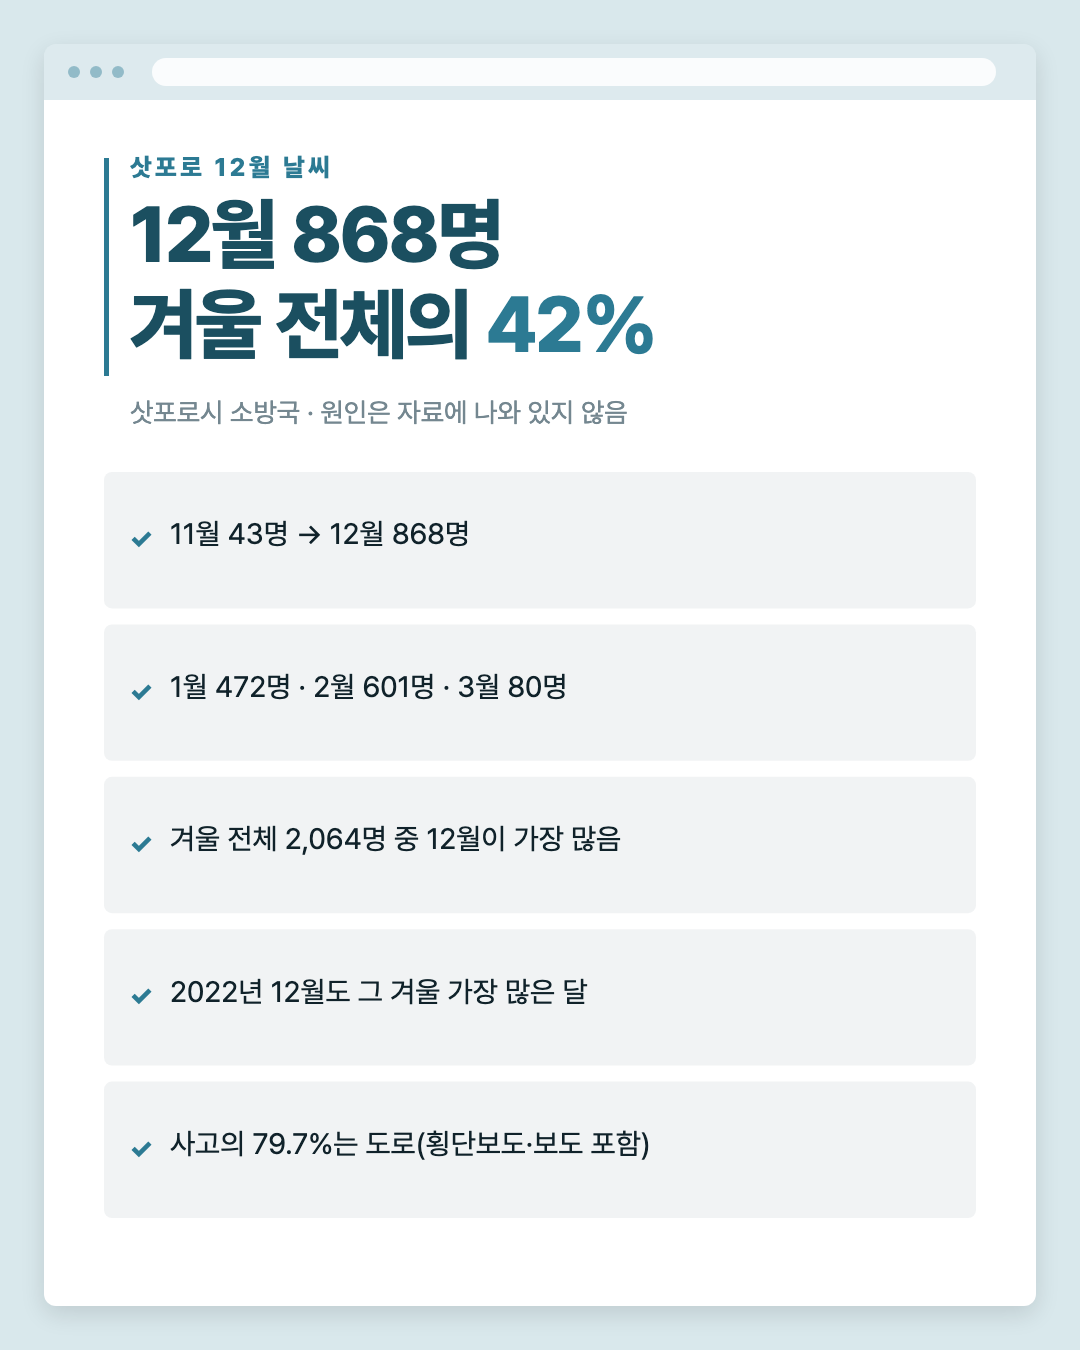 삿포로 12월 날씨
12월 868명
겨울 전체의 42%
삿포로시 소방국 · 원인은 자료에 나와 있지 않음
11월 43명 → 12월 868명
1월 472명 · 2월 601명 · 3월 80명
겨울 전체 2,064명 중 12월이 가장 많음
2022년 12월도 그 겨울 가장 많은 달
사고의 79.7%는 도로(횡단보도·보도 포함)